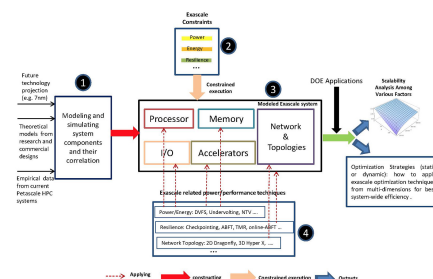 Exascale
Constraints
Power
Energy
Resilience
...
2
Constrained
execution
Future
technology
projection
(e.g. 7nm)
Theoretical
models from
research and
commercial
designs
Empirical data
from current
Petascale HPC
systems
1
Modeling and
simulating
system
components
and their
correlation
3
Modeled Exascale system
Processor
Memory
I/O
Accelerators
Network
&
Topologies
DOE Applications
Scalability
Analysis Among
Various Factors
Optimization Strategies (stati
or dynamic): how to appl
exascale optimization technique
from multi-dimensions for bes
system-wide efficiency..
Exascale related power/performance techniques
Power/Energy: DVFS, Undervolting, NTV ...
Resilience: Checkpointing, ABFT, TMR, online-ABFT ...
Network Topology: 2D Dragonfly, 3D Hyper X, ....
4
Applying
constructing
Constrained execution
Outputs